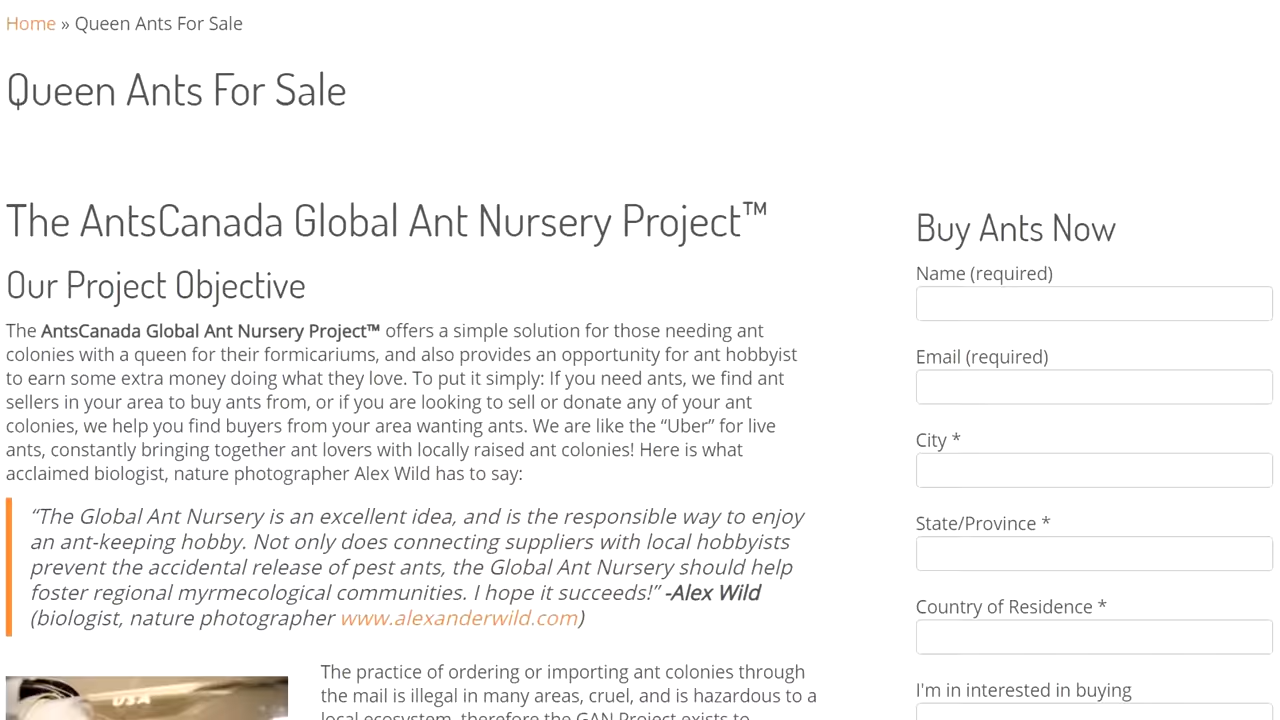 Home » Queen Ants For Sale
Queen Ants For Sale
The AntsCanada Global Ant Nursery Project™
Our Project Objective
The AntsCanada Global Ant Nursery Project™ offers a simple solution for those needing ant
colonies with a queen for their formicariums, and also provides an opportunity for ant hobbyist
to earn some extra money doing what they love. To put it simply: If you need ants, we find ant
sellers in your area to buy ants from, or if you are looking to sell or donate any of your ant
colonies, we help you find buyers from your area wanting ants. We are like the “Uber” for live
ants, constantly bringing together ant lovers with locally raised ant colonies! Here is what
acclaimed biologist, nature photographer Alex Wild has to say:
“The Global Ant Nursery is an excellent idea, and is the responsible way to enjoy
an ant-keeping hobby. Not only does connecting suppliers with local hobbyists
prevent the accidental release of pest ants, the Global Ant Nursery should help
foster regional myrmecological communities. I hope it succeeds!” -Alex Wild
(biologist, nature photographer www.alexanderwild.com)
USA
The practice of ordering or importing ant colonies through
the mail is illegal in many areas, cruel, and is hazardous to a
local ecosystem, therefore the GAN Project exists to
Buy Ants Now
Name (required)
Email (required)
City *
State/Province *
Country of Residence *
I'm in interested in buying